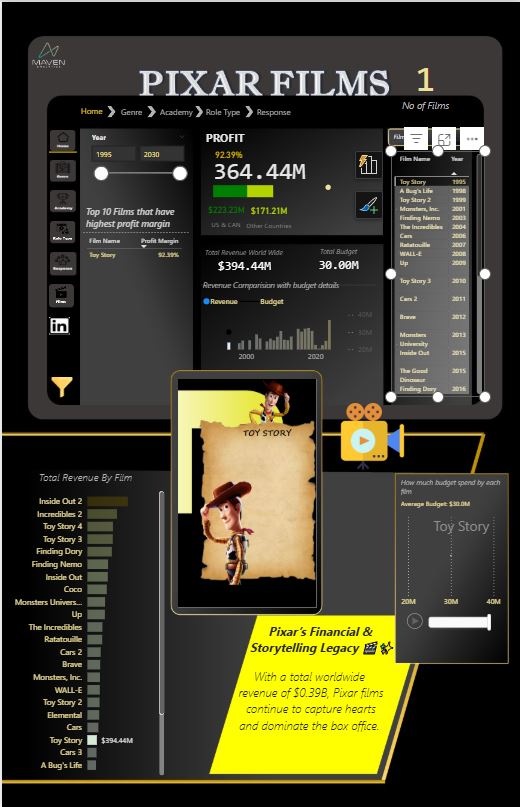 MAVEN
ANALYTICS
PIXAR FILMS
1
No of Films
Home Genre Academy Role Type Response
Home
Genre
Academy
Role Type
Response
Film
in
Year
1995 2030
Top 10 Films that have
highest profit margin
Film Name Profit Margin
Toy Story 92.39%
PROFIT
92.39%
364.44M
$223.23M $171.21M
US & CAN Other Countries
Total Revenue World Wide Total Budget
$394.44M 30.00M
Revenue Comparision with budget details
Revenue Budget
40M
30M
20M
2000 2020
Film
Film Name Year
Toy Story 1995
A Bug's Life 1998
Toy Story 2 1999
Monsters, Inc. 2001
Finding Nemo 2003
The Incredibles 2004
Cars 2006
Ratatouille 2007
WALL-E 2008
Up 2009
Toy Story 3 2010
Cars 2 2011
Brave 2012
Monsters 2013
University
Inside Out 2015
The Good 2015
Dinosaur
Finding Dory 2016
TOY STORY
Total Revenue By Film
Inside Out 2
Incredibles 2
Toy Story 4
Toy Story 3
Finding Dory
Finding Nemo
Inside Out
Coco
Monsters Univers...
Up
The Incredibles
Ratatouille
Cars 2
Brave
Monsters, Inc.
WALL-E
Toy Story 2
Elemental
Cars
Toy Story $394.44M
Cars 3
A Bug's Life
How much budget spend by each
film
Average Budget: $30.0M
Toy Story
20M 30M 40M
Pixar's Financial &
Storytelling Legacy 🎬✨
With a total worldwide
revenue of $0.39B, Pixar films
continue to capture hearts
and dominate the box office.